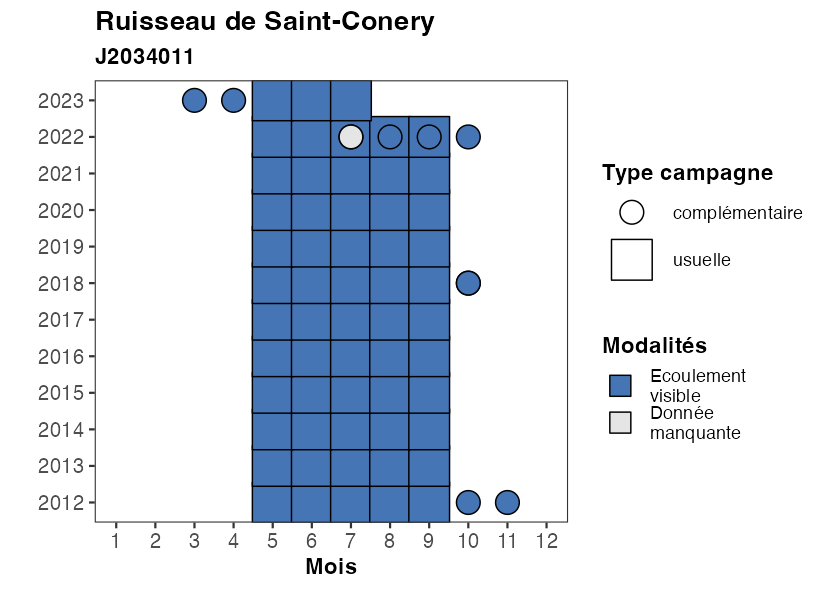 Ruisseau de Saint-Conery
J2034011
2023
2022
2021
2020
2019
2018
2017
2016
2015
2014
2013
2012
1 2 3 4 5 6 7 8 9 10 11 12
Mois
Type campagne
complémentaire
usuelle
Modalités
Ecoulement
visible
Donnée
manquante